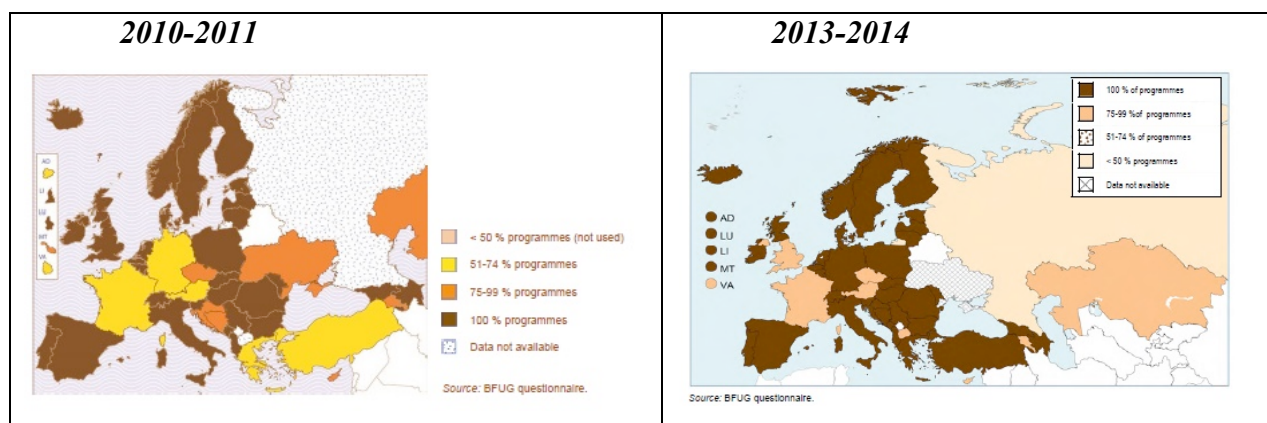 2010-2011
AD
LI
LU
MT
VA
< 50 % programmes (not used)
51-74 % programmes
75-99 % programmes
100 % programmes
Data not available
Source: BFUG questionnaire.
2013-2014
100 % of programmes
75-99 %of programmes
51-74 % of programmes
< 50 % programmes
Data not available
AD
LU
LI
MT
VA
Source: BFUG questionnaire.